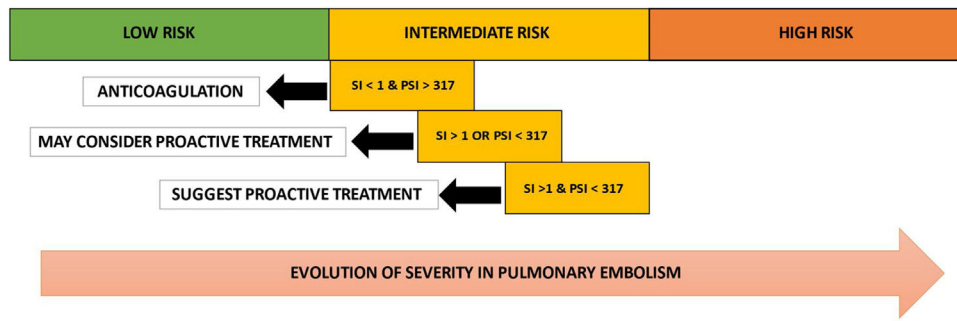 LOW RISK
INTERMEDIATE RISK
HIGH RISK
ANTICOAGULATION
SI < 1 & PSI > 317
MAY CONSIDER PROACTIVE TREATMENT
SI > 1 OR PSI < 317
SUGGEST PROACTIVE TREATMENT
SI >1 & PSI < 317
EVOLUTION OF SEVERITY IN PULMONARY EMBOLISM